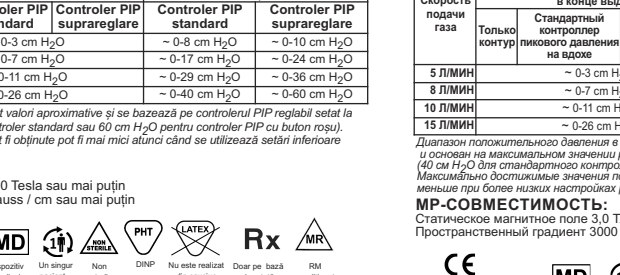 Controler PIP
Controler PIP
Controler PIP
standard
suprareglare
standard
suprareglare
0-3 cm H2O
~ 0-8 cm H2O
~ 0-10 cm H2O
0-7 cm H2O
~ 0-17 cm H2O
~ 0-24 cm H2O
0-11 cm H2O
~ 0-29 cm H2O
~ 0-36 cm H2O
0-26 cm H2O
~ 0-40 cm H2O
~ 0-60 cm H2O
valori aproximative și se bazează pe controlerul PIP reglabil setat la
standard sau 60 cm H2O pentru controler PIP cu buton roșu).
fi obținute pot fi mai mici atunci când se utilizează setări inferioare
0 Tesla sau mai puțin
/ cm sau mai puțin
MD
1
NON
STERILE
PHT
LATEX
Rx
MR
Un singur
Non
DINP
Nu este realizat
Doar pe bază
RM
Скорость
подачи
газа
Только
контур
Стандартный
контроллер
пикового давления
на вдохе
5 Л/МИН
~ 0-3 cm
8 Л/МИН
~ 0-7 cm
10 Л/МИН
~ 0-11 cm
15 Л/МИН
~ 0-26 cm
Диапазон положительного давления в
и основан на максимальном значении
(40 см H2O для стандартного
Максимально достижимые значения
меньше при более низких настройках
МР-СОВМЕСТИМОСТЬ:
Статическое магнитное поле 3,0
Пространственный градиент 3000
CE
MD